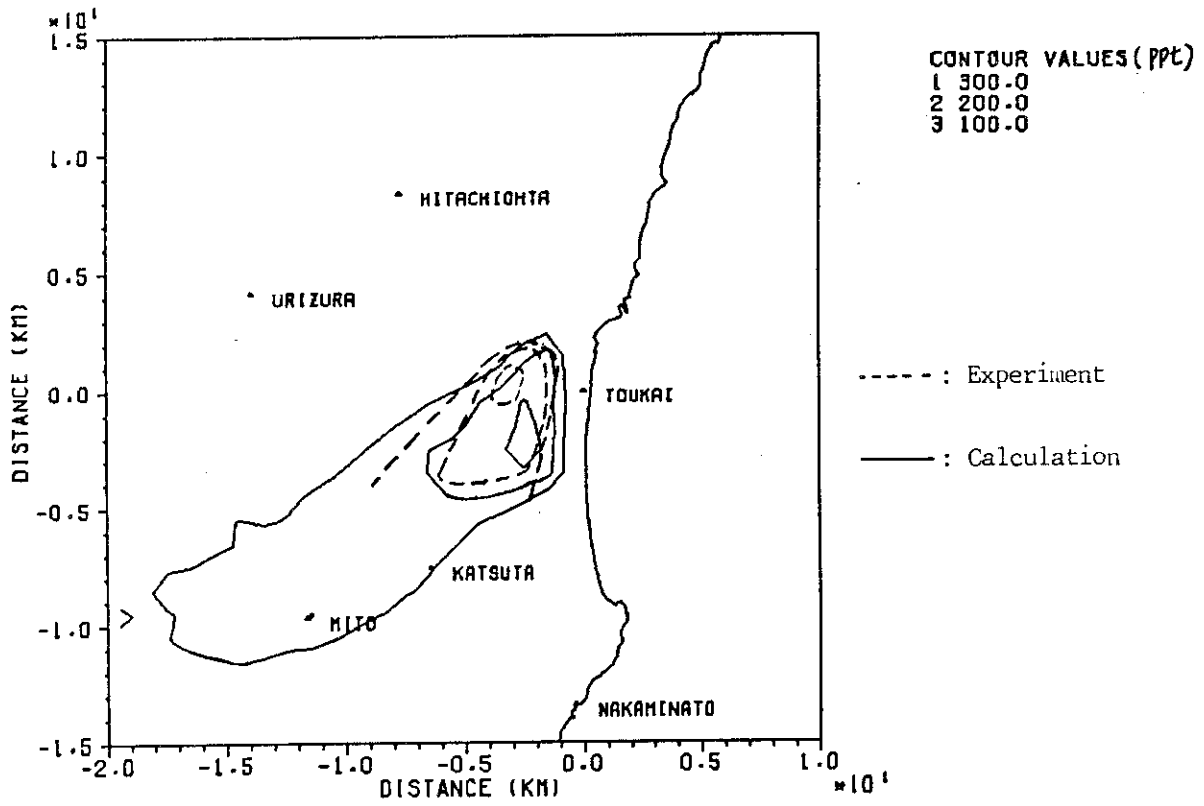 *10¹
1.5
1.0
0.5
0.0
-0.5
-1.0
-1.5
DISTANCE (KM)
HITACHIOHTA
URIZURA
TOUKAI
KATSUTA
MITO
NAKAMINATO
-2.0 -1.5 -1.0 -0.5 0.0 0.5 1.0
DISTANCE (KM)
*10¹
CONTOUR VALUES(ppt)
1 300.0
2 200.0
3 100.0
: Experiment
: Calculation